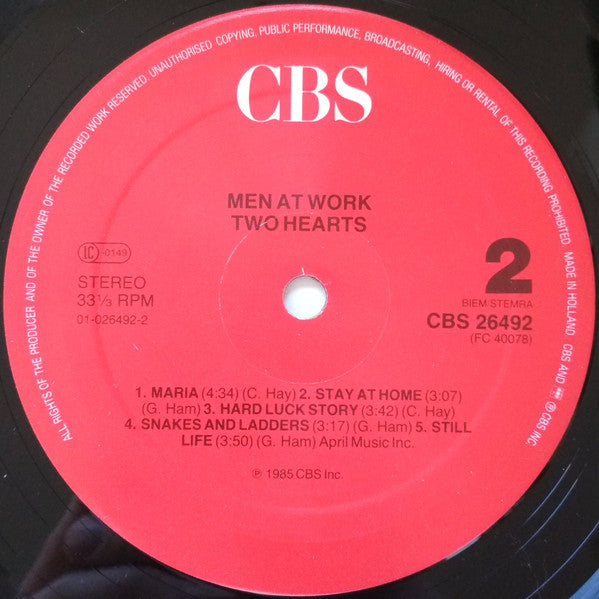 ALL RIGHTS OF THE PRODUCER AND OF THE OWNER OF THE RECORDED WORK RESERVED. UNAUTHORISED COPYING, PUBLIC PERFORMANCE, BROADCASTING, HIRING OR RENTAL OF THIS RECORDING PROHIBITED. MADE IN HOLLAND CBS AND ℗ CBS INC.
CBS
MEN AT WORK
TWO HEARTS
IC -0149
STEREO
33 1/3 RPM
01-026492-2
2
BIEM STEMRA
CBS 26492
(FC 40078)
1. MARIA (4:34) (C. Hay) 2. STAY AT HOME (3:07)
(G. Ham) 3. HARD LUCK STORY (3:42) (C. Hay)
4. SNAKES AND LADDERS (3:17) (G. Ham) 5. STILL
LIFE (3:50) (G. Ham) April Music Inc.
℗ 1985 CBS Inc.